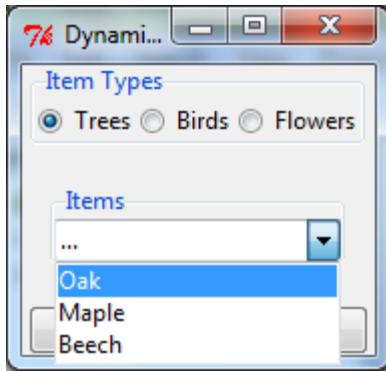 Dynami...
Item Types
Trees Birds Flowers
Items
...
Oak
Maple
Beech